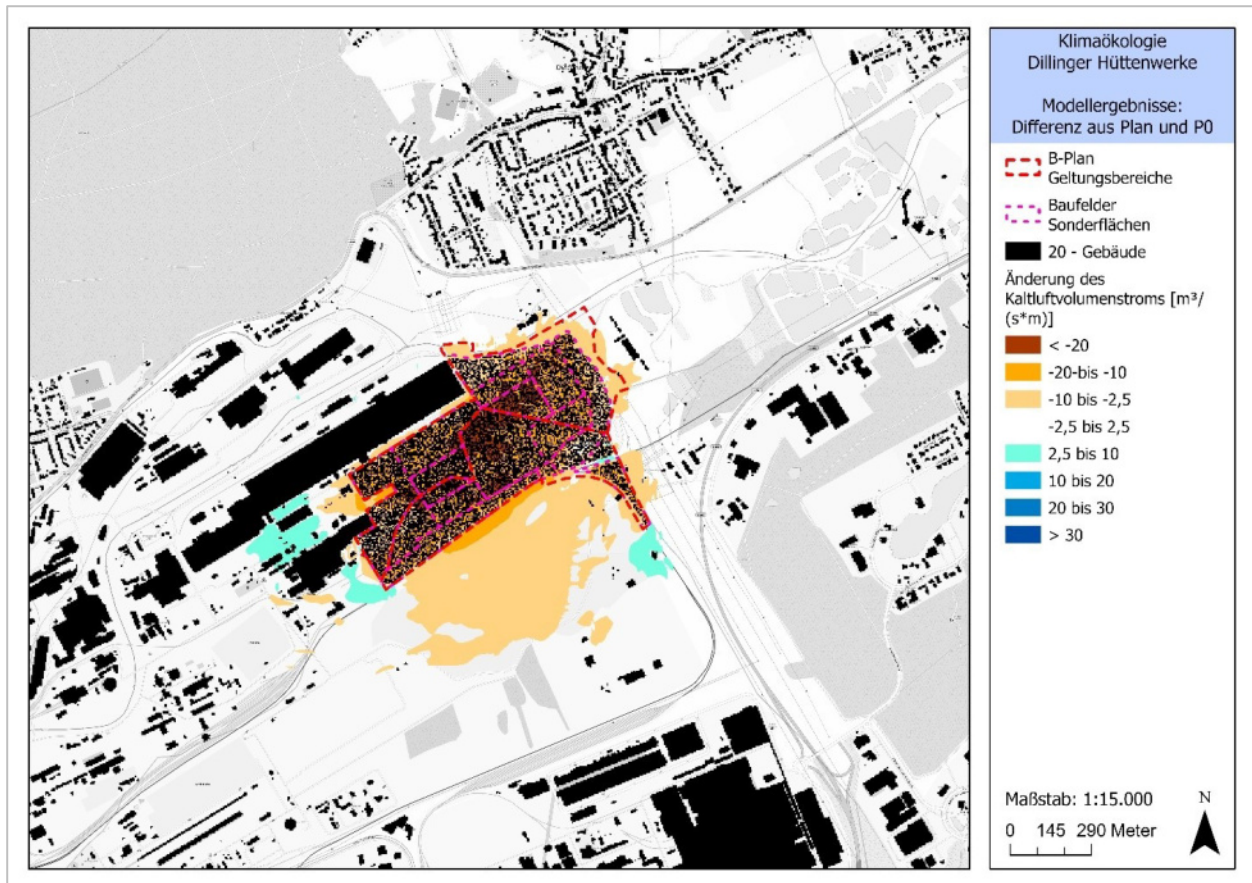 Klimaökologie
Dillinger Hüttenwerke
Modellergebnisse:
Differenz aus Plan und P0
B-Plan
Geltungsbereiche
Baufelder
Sonderflächen
20 - Gebäude
Änderung des
Kaltluftvolumenstroms [m³/
(s*m)]
< -20
-20-bis -10
-10 bis -2,5
-2,5 bis 2,5
2,5 bis 10
10 bis 20
20 bis 30
> 30
Maßstab: 1:15.000
N
0 145 290 Meter